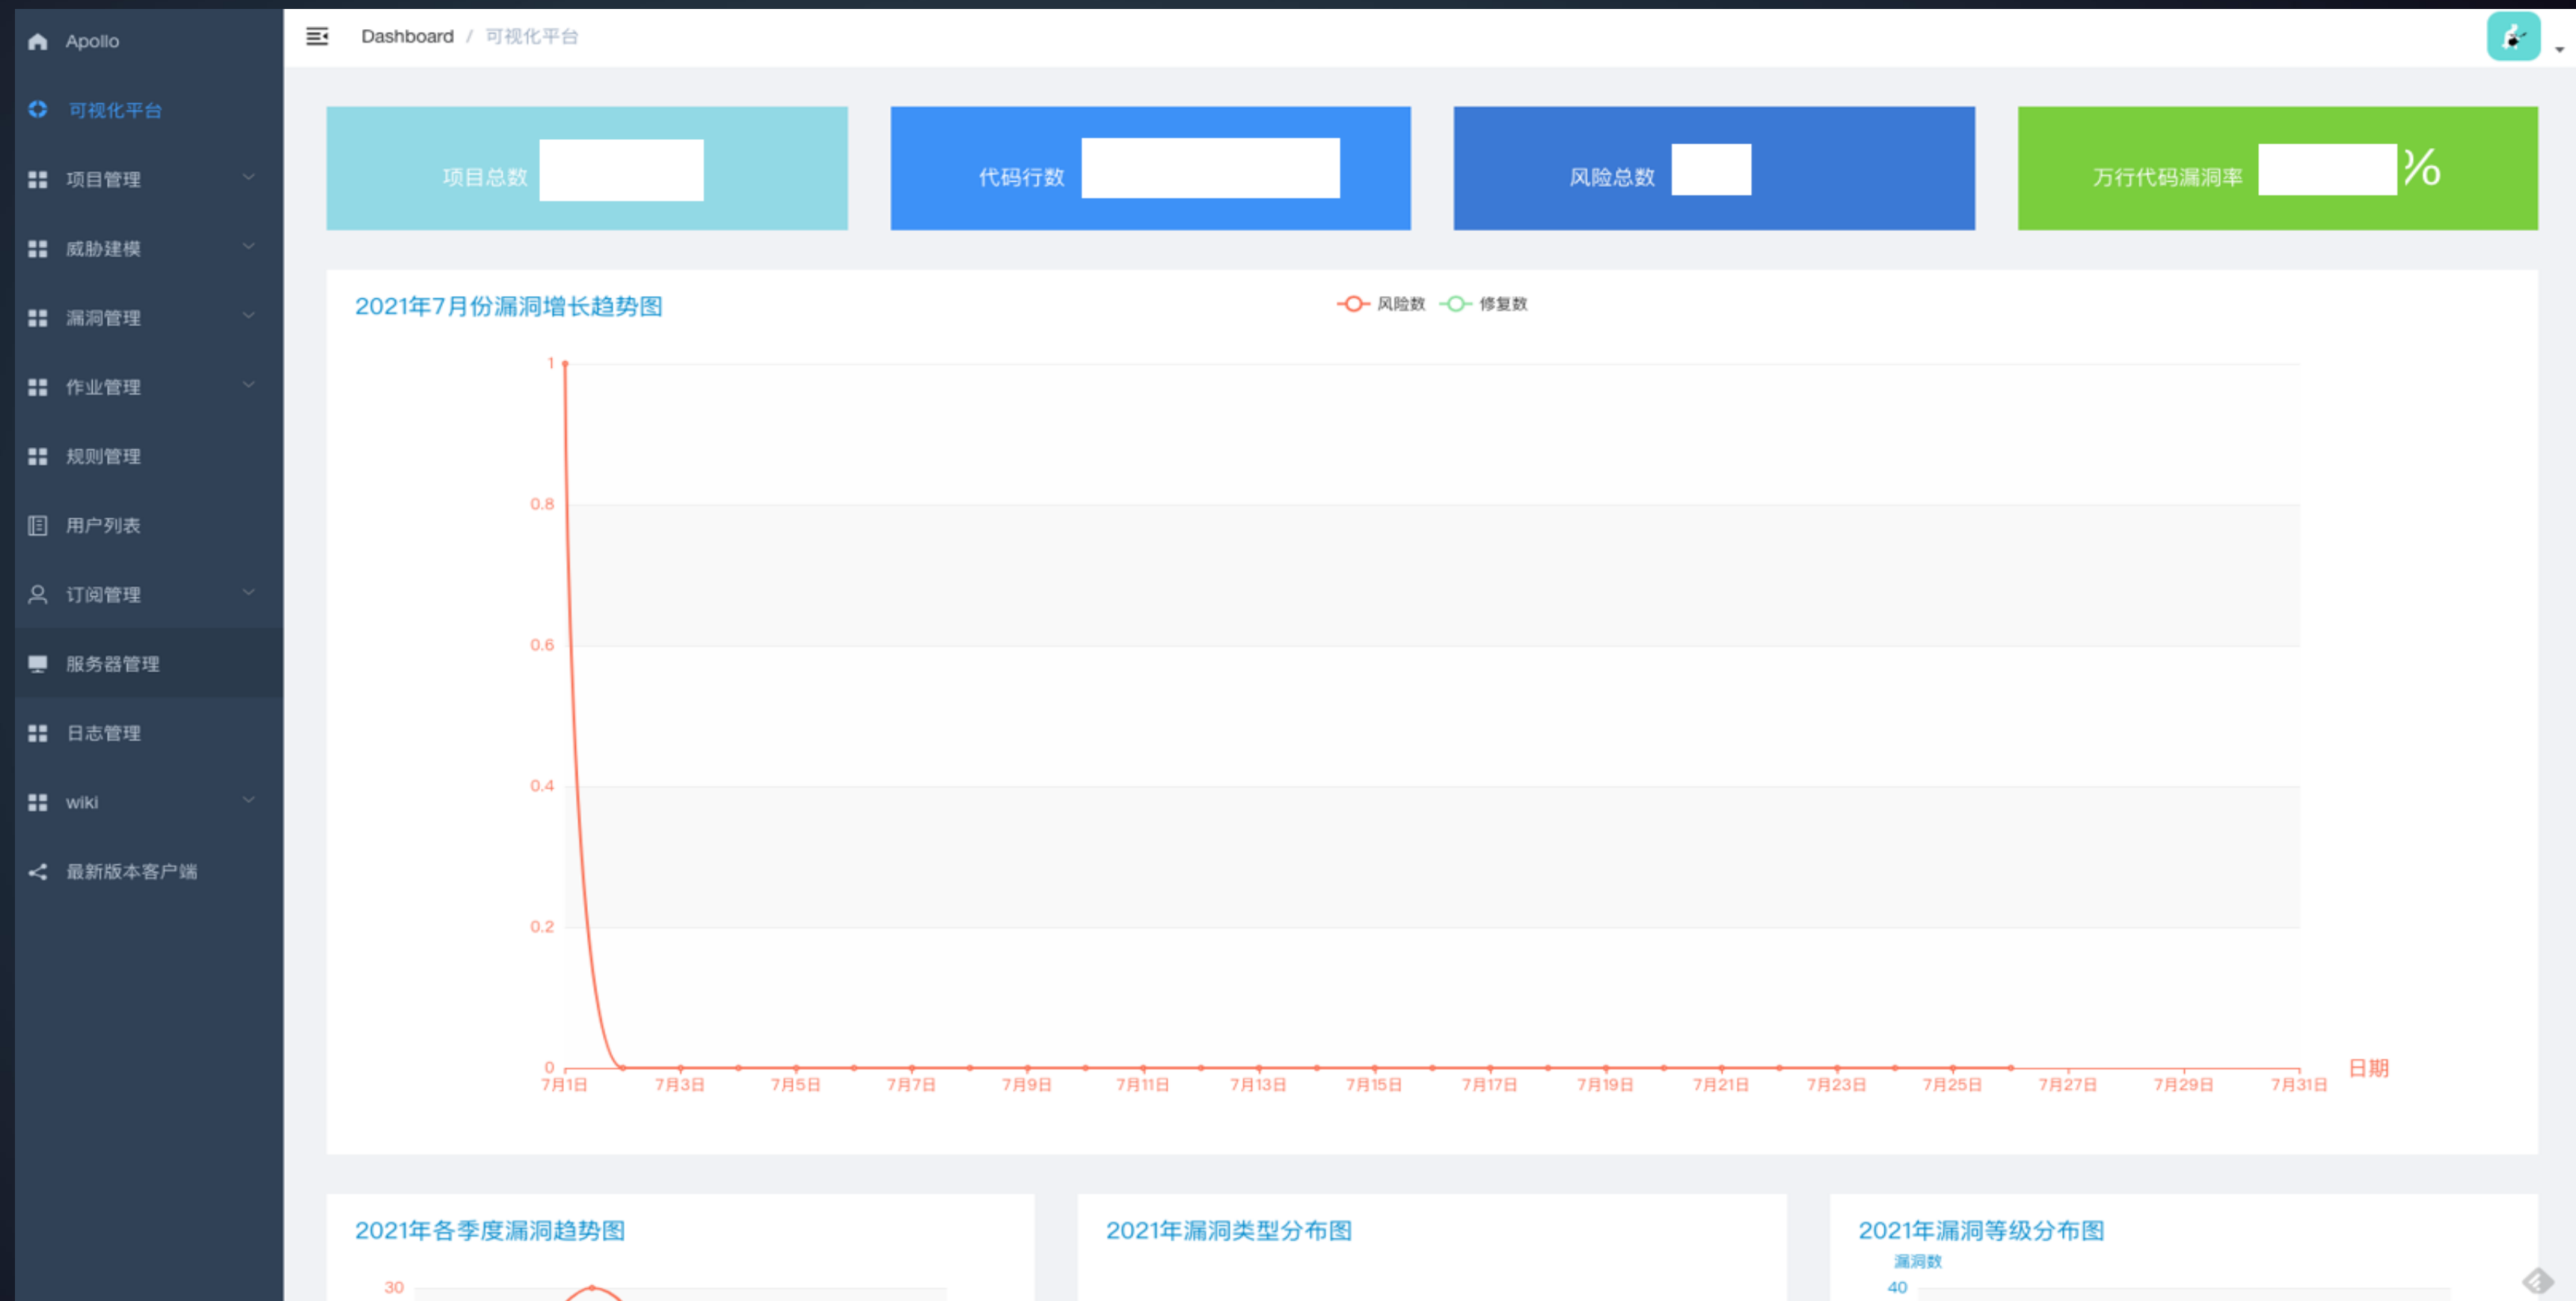 Apollo
可视化平台
项目管理
威胁建模
漏洞管理
作业管理
规则管理
用户列表
订阅管理
服务器管理
日志管理
wiki
最新版本客户端
Dashboard / 可视化平台
项目总数
代码行数
风险总数
万行代码漏洞率 %
2021年7月份漏洞增长趋势图
风险数 修复数
1
0.8
0.6
0.4
0.2
0
7月1日 7月3日 7月5日 7月7日 7月9日 7月11日 7月13日 7月15日 7月17日 7月19日 7月21日 7月23日 7月25日 7月27日 7月29日 7月31日
日期
2021年各季度漏洞趋势图
30
2021年漏洞类型分布图
2021年漏洞等级分布图
漏洞数
40